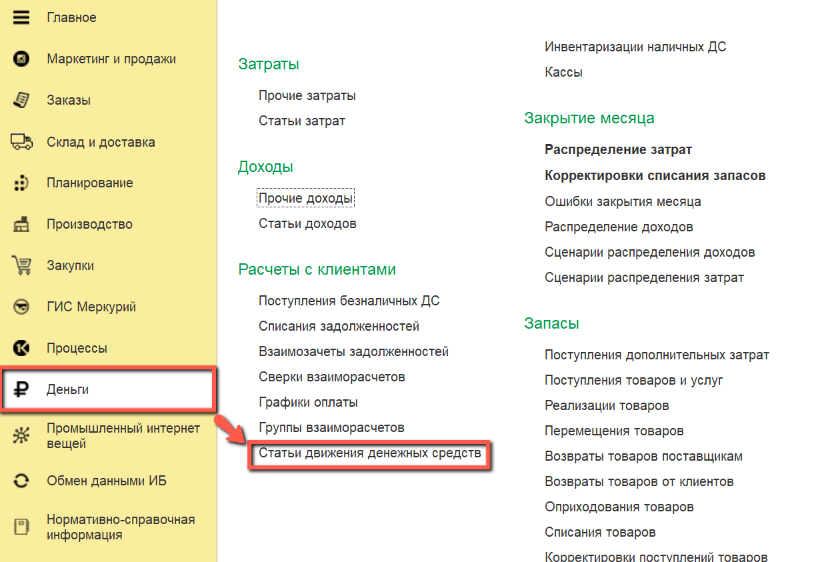 Главное
Маркетинг и продажи
Заказы
Склад и доставка
Планирование
Производство
Закупки
ГИС Меркурий
Процессы
Деньги
Промышленный интернет
вещей
Обмен данными ИБ
Нормативно-справочная
информация
Затраты
Прочие затраты
Статьи затрат
Доходы
Прочие доходы
Статьи доходов
Расчеты с клиентами
Поступления безналичных ДС
Списания задолженностей
Взаимозачеты задолженностей
Сверки взаиморасчетов
Графики оплаты
Группы взаиморасчетов
Статьи движения денежных средств
Инвентаризации наличных ДС
Кассы
Закрытие месяца
Распределение затрат
Корректировки списания запасов
Ошибки закрытия месяца
Распределение доходов
Сценарии распределения доходов
Сценарии распределения затрат
Запасы
Поступления дополнительных затрат
Поступления товаров и услуг
Реализации товаров
Перемещения товаров
Возвраты товаров поставщикам
Возвраты товаров от клиентов
Оприходования товаров
Списания товаров
Корректировки поступлений товаров